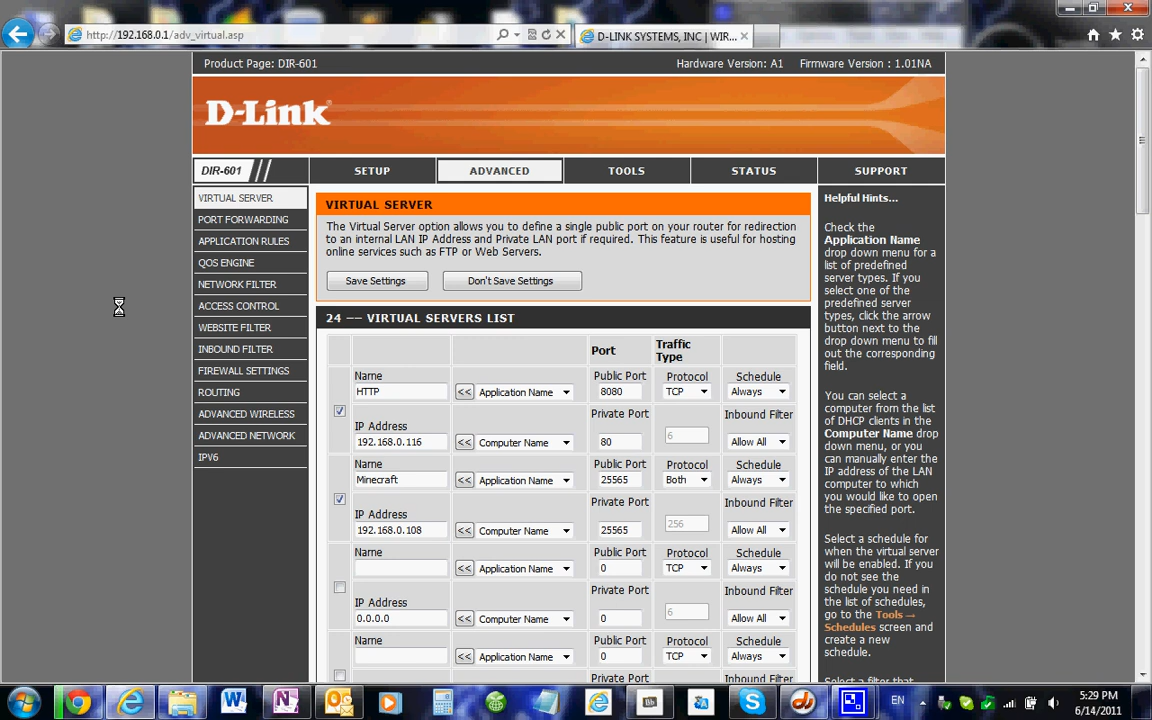 http://192.168.0.1/adv_virtual.asp
D-LINK SYSTEMS, INC | WIR...
Product Page: DIR-601
Hardware Version: A1
Firmware Version : 1.01NA
D-Link
DIR-601
SETUP
ADVANCED
TOOLS
STATUS
SUPPORT
VIRTUAL SERVER
PORT FORWARDING
APPLICATION RULES
QOS ENGINE
NETWORK FILTER
ACCESS CONTROL
WEBSITE FILTER
INBOUND FILTER
FIREWALL SETTINGS
ROUTING
ADVANCED WIRELESS
ADVANCED NETWORK
IPV6
VIRTUAL SERVER
The Virtual Server option allows you to define a single public port on your router for redirection
to an internal LAN IP Address and Private LAN port if required. This feature is useful for hosting
online services such as FTP or Web Servers.
Save Settings
Don't Save Settings
24 –– VIRTUAL SERVERS LIST
Port
Traffic
Type
Name
HTTP
<<
Application Name
Public Port
8080
Protocol
TCP
Schedule
Always
IP Address
192.168.0.116
<<
Computer Name
Private Port
80
6
Inbound Filter
Allow All
Name
Minecraft
<<
Application Name
Public Port
25565
Protocol
Both
Schedule
Always
IP Address
192.168.0.108
<<
Computer Name
Private Port
25565
256
Inbound Filter
Allow All
Name
<<
Application Name
Public Port
0
Protocol
TCP
Schedule
Always
IP Address
0.0.0.0
<<
Computer Name
Private Port
0
6
Inbound Filter
Allow All
Name
<<
Application Name
Public Port
0
Protocol
TCP
Schedule
Always
Private Port
Inbound Filter
Helpful Hints...
Check the
Application Name
drop down menu for a
list of predefined
server types. If you
select one of the
predefined server
types, click the arrow
button next to the
drop down menu to fill
out the corresponding
field.
You can select a
computer from the list
of DHCP clients in the
Computer Name drop
down menu, or you
can manually enter the
IP address of the LAN
computer to which
you would like to open
the specified port.
Select a schedule for
when the virtual server
will be enabled. If you
do not see the
schedule you need in
the list of schedules,
go to the Tools →
Schedules screen and
create a new
schedule.
Select a filter that
EN
5:29 PM
6/14/2011